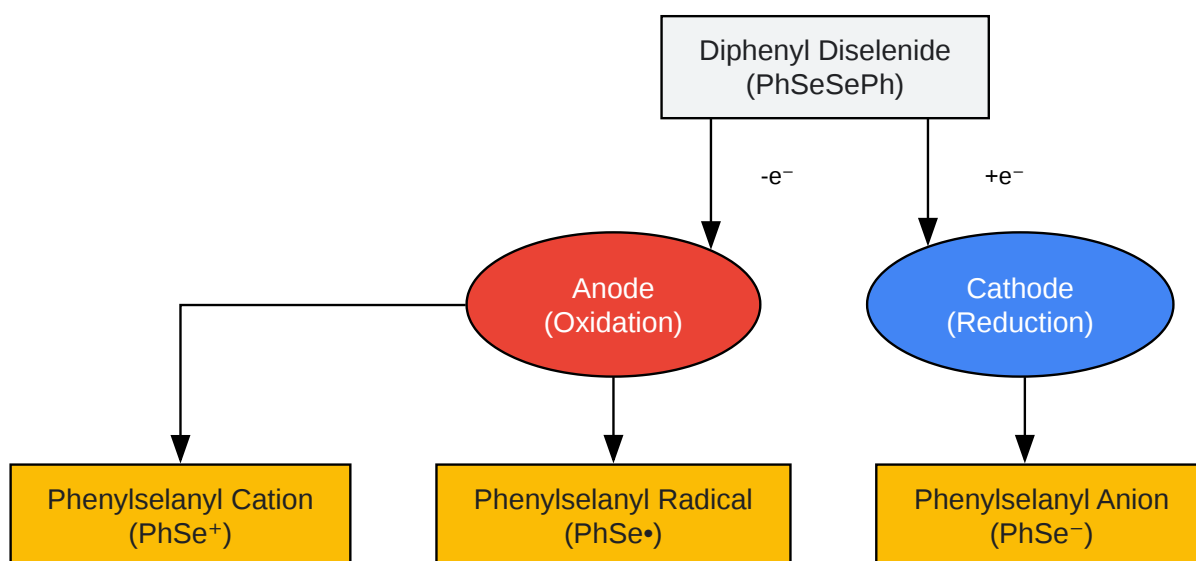 Diphenyl Diselenide
(PhSeSePh)
-e⁻
+e⁻
Anode
(Oxidation)
Cathode
(Reduction)
Phenylselanyl Cation
(PhSe⁺)
Phenylselanyl Radical
(PhSe•)
Phenylselanyl Anion
(PhSe⁻)